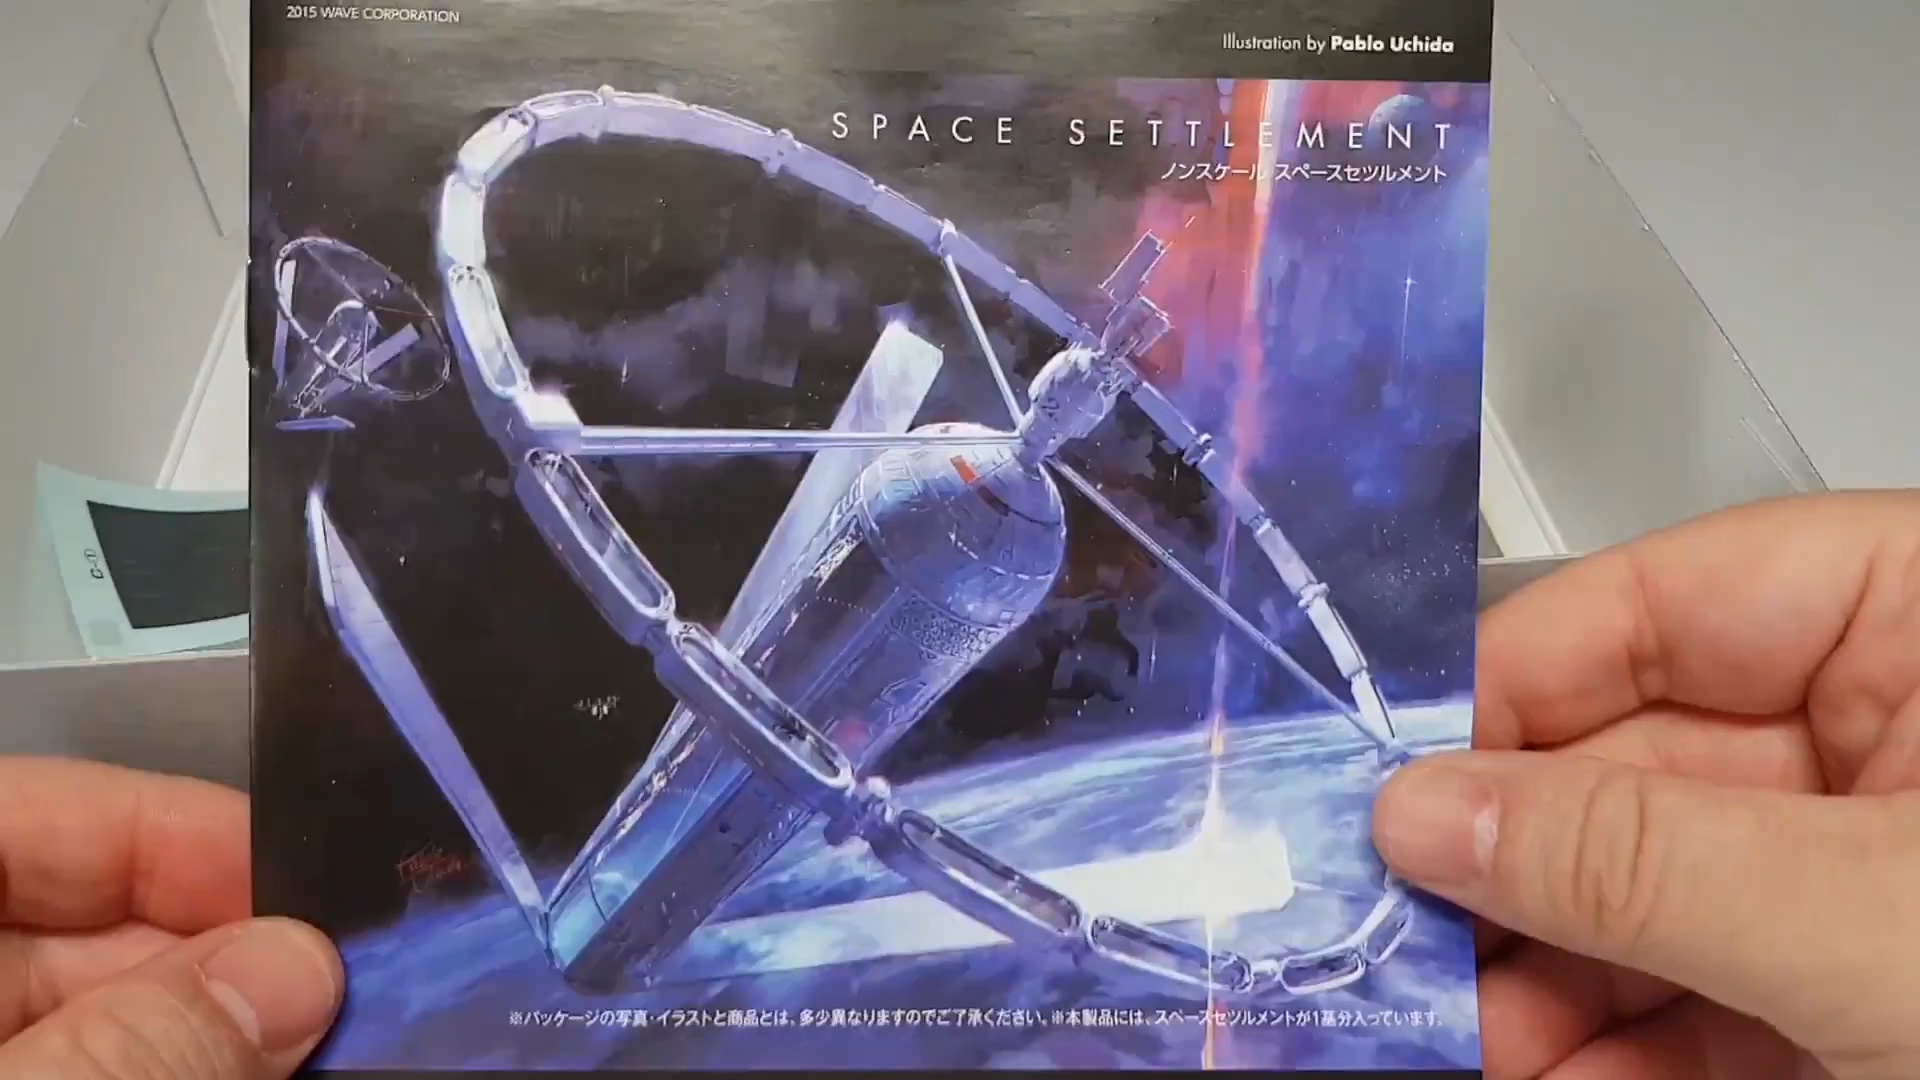 2015 WAVE CORPORATION
Illustration by Pablo Uchida
SPACE SETTLEMENT
ノンスケール スペースセツルメント
C-①
※パッケージの写真・イラストと商品とは、多少異なりますのでご了承ください。※本製品には、スペースセツルメントが1基分入っています。